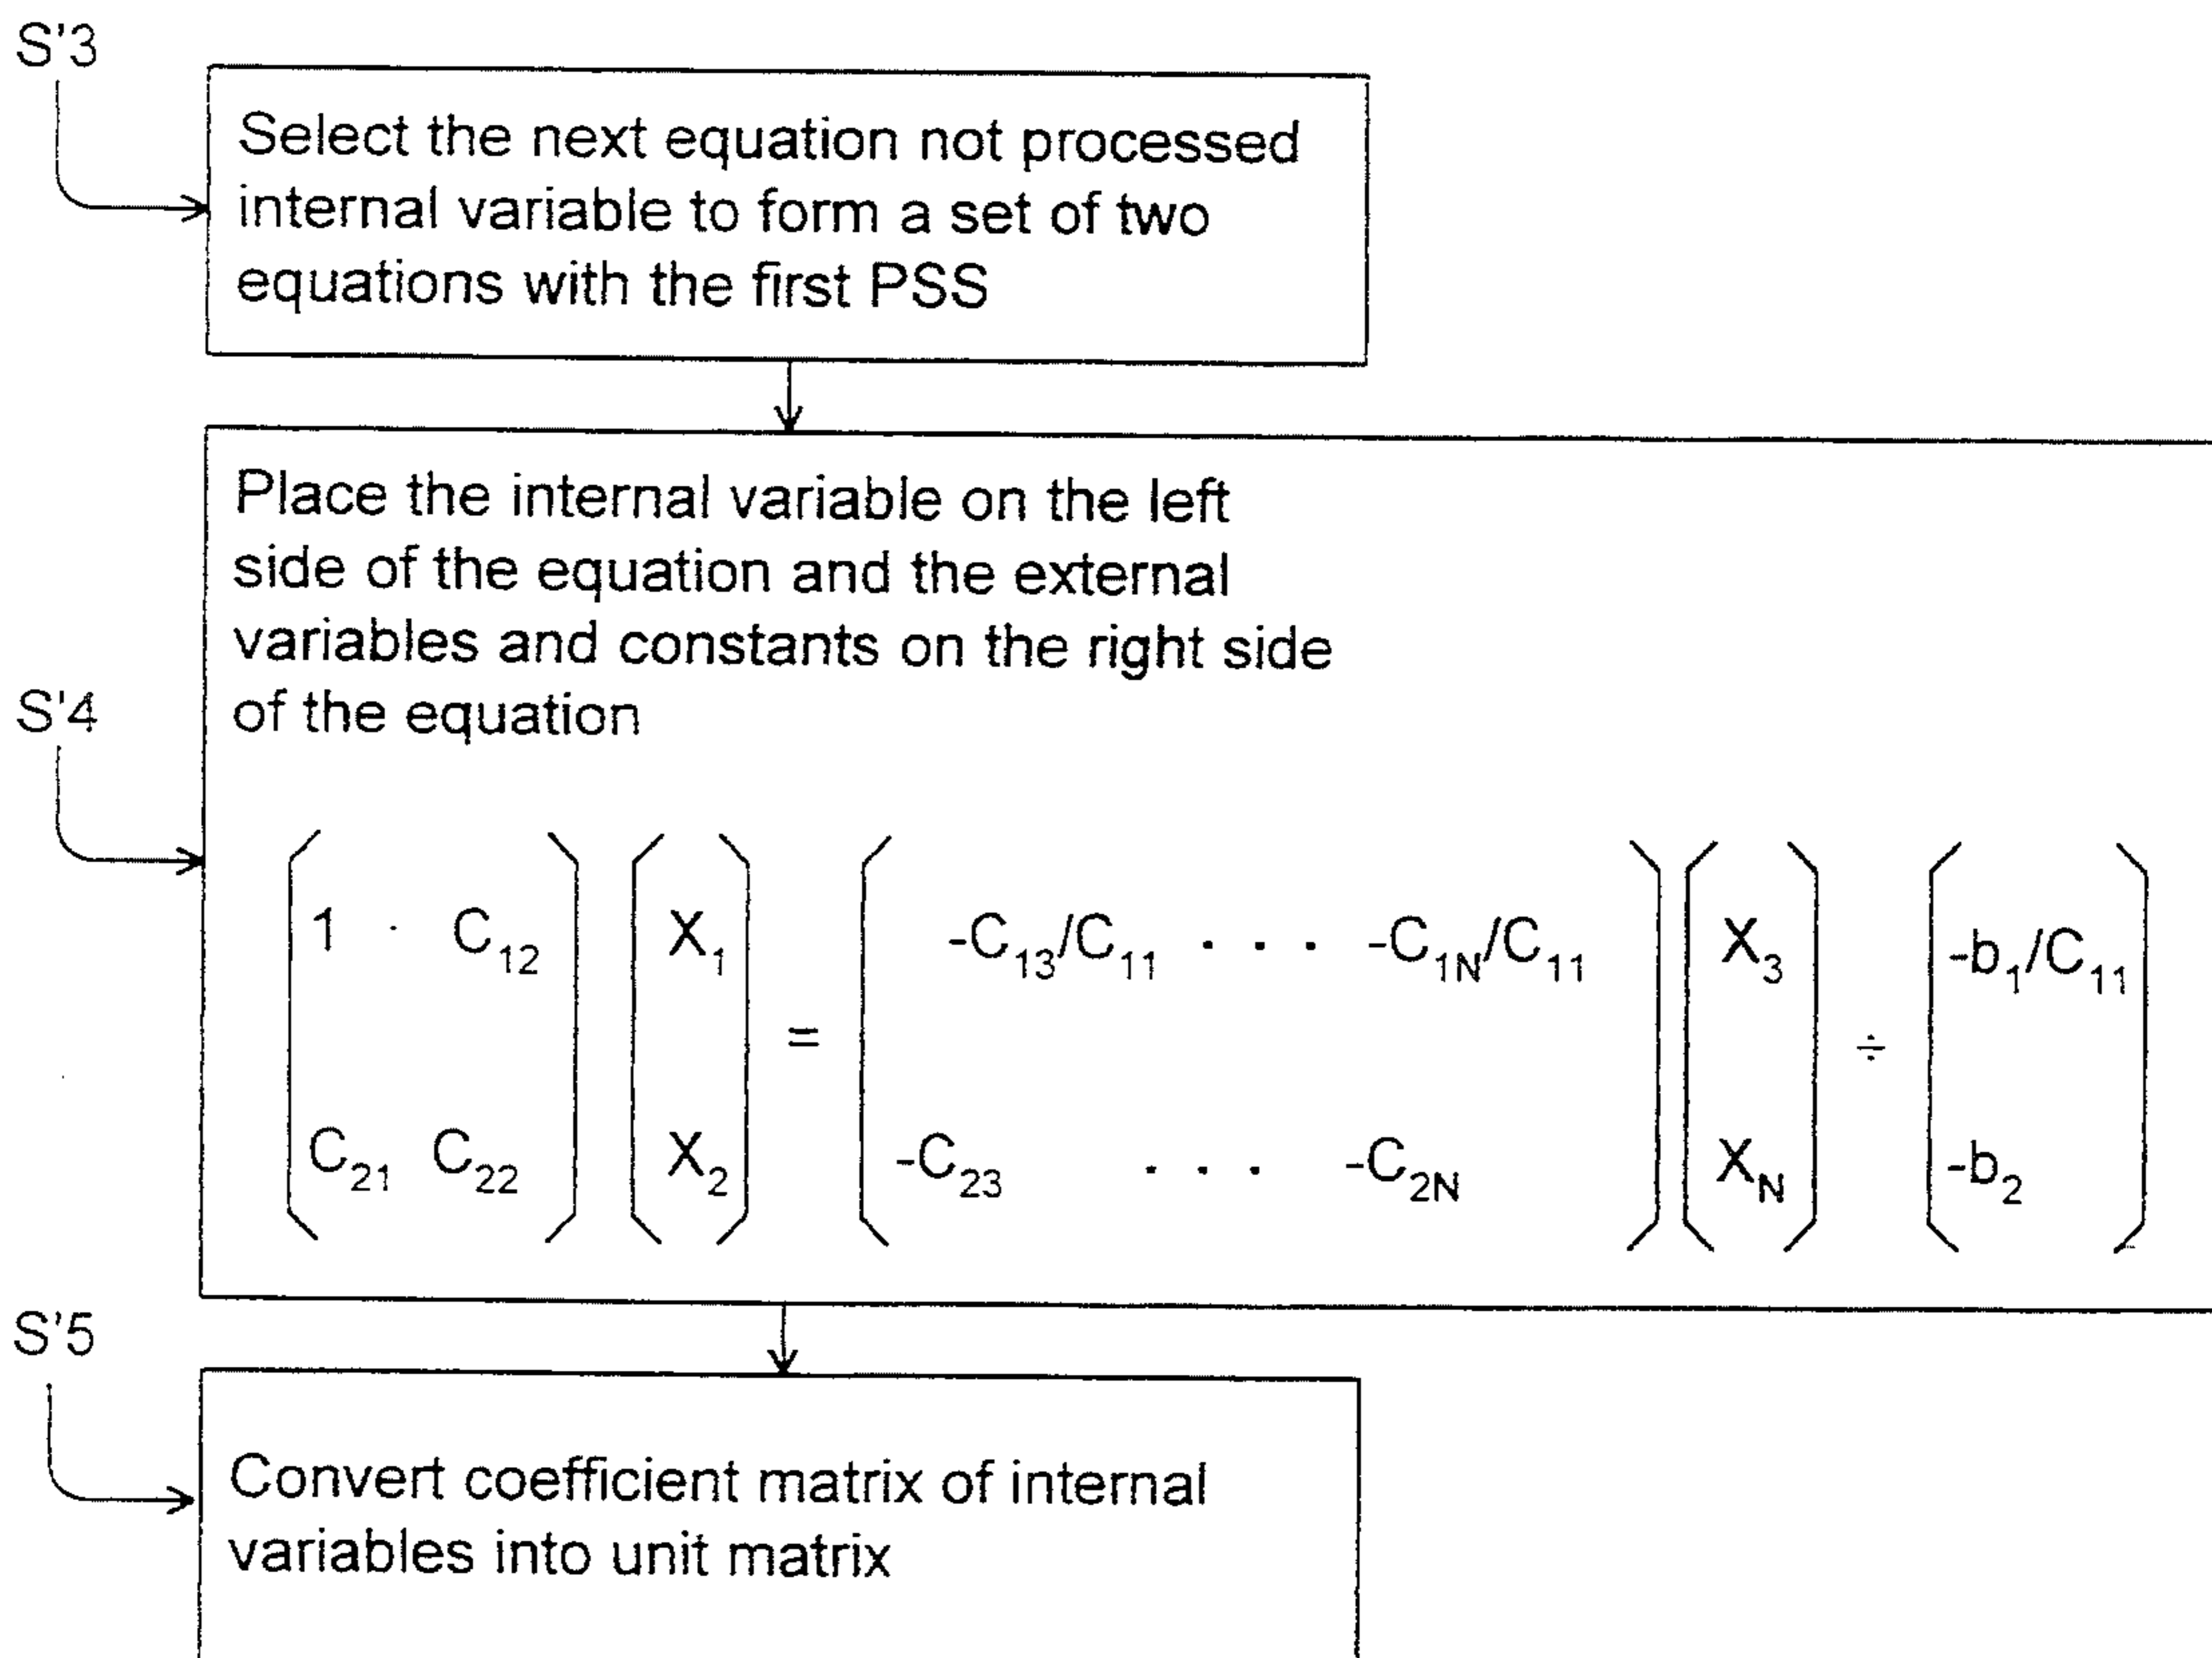 S'3
Select the next equation not processed
internal variable to form a set of two
equations with the first PSS
Place the internal variable on the left
side of the equation and the external
variables and constants on the right side
of the equation
S'4
1 · C₁₂ X₁ -C₁₃/C₁₁ . . . -C₁N/C₁₁ X₃ -b₁/C₁₁
= ÷
C₂₁ C₂₂ X₂ -C₂₃ . . . -C₂N XN -b₂
S'5
Convert coefficient matrix of internal
variables into unit matrix